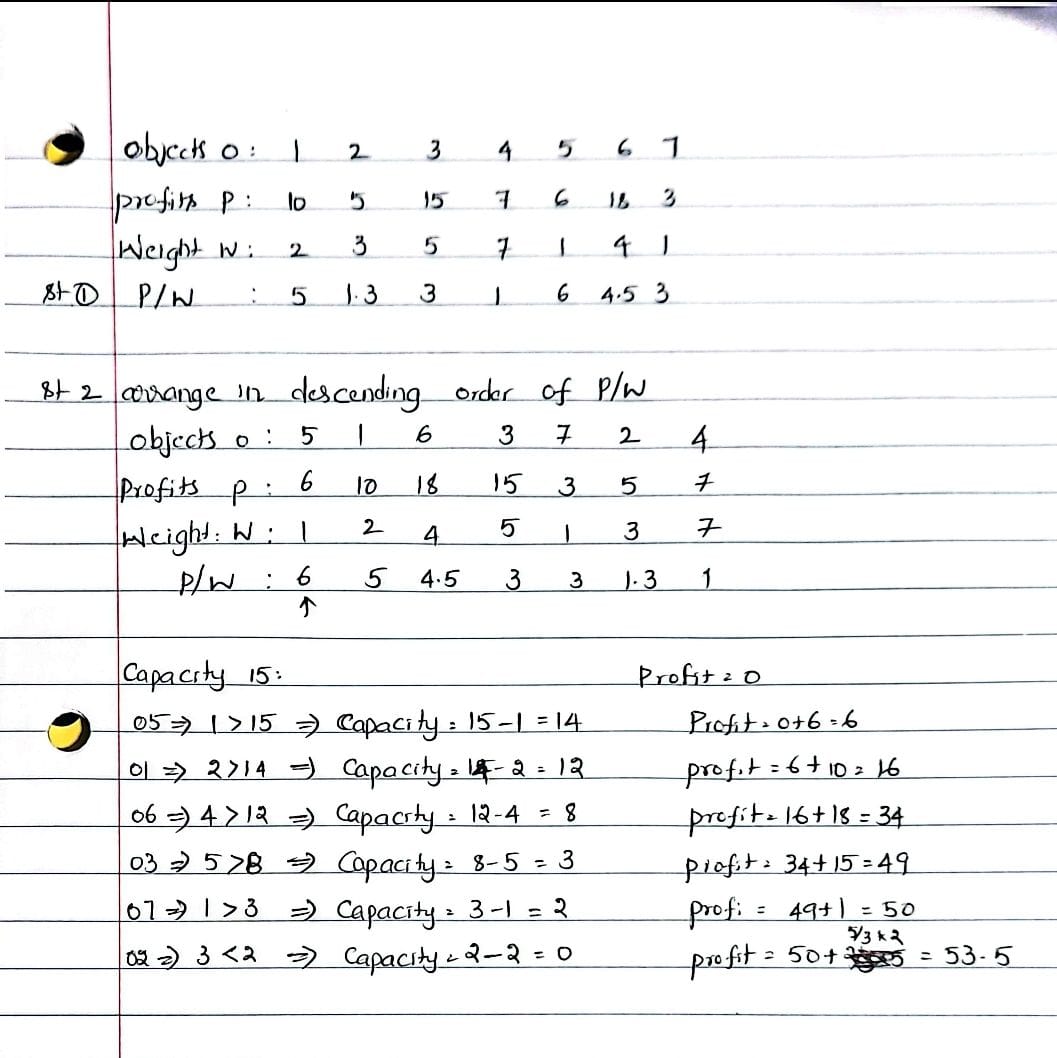 objects o : 1 2 3 4 5 6 7
profits P : 10 5 15 7 6 18 3
Weight W : 2 3 5 7 1 4 1
St ① P/W : 5 1.3 3 1 6 4.5 3
St 2 arrange in descending order of P/W
objects o : 5 1 6 3 7 2 4
Profits p : 6 10 18 15 3 5 7
Weight: W : 1 2 4 5 1 3 7
P/W : 6 5 4.5 3 3 1.3 1
↑
Capacity 15: Profit = 0
05 ⇒ 1 > 15 ⇒ Capacity = 15-1 = 14 Profit = 0+6 = 6
01 ⇒ 2 > 14 ⇒ Capacity = 14-2 = 12 profit = 6+10 = 16
06 ⇒ 4 > 12 ⇒ Capacity = 12-4 = 8 profit = 16+18 = 34
03 ⇒ 5 > 8 ⇒ Capacity = 8-5 = 3 profit = 34+15 = 49
07 ⇒ 1 > 3 ⇒ Capacity = 3-1 = 2 profi = 49+1 = 50
02 ⇒ 3 < 2 ⇒ Capacity = 2-2 = 0 profit = 50+ 5/3 x 2 = 53.5